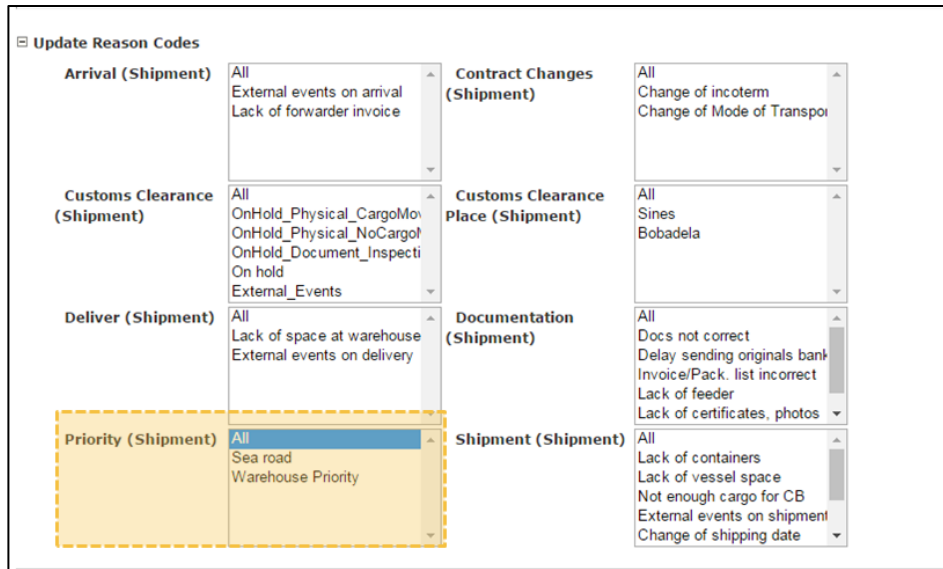 Update Reason Codes
Arrival (Shipment)
All
External events on arrival
Lack of forwarder invoice
Contract Changes
(Shipment)
All
Change of incoterm
Change of Mode of Transpor
Customs Clearance
(Shipment)
All
OnHold_Physical_CargoMov
OnHold_Physical_NoCargoM
OnHold_Document_Inspecti
On hold
External_Events
Customs Clearance
Place (Shipment)
All
Sines
Bobadela
Deliver (Shipment)
All
Lack of space at warehouse
External events on delivery
Documentation
(Shipment)
All
Docs not correct
Delay sending originals bank
Invoice/Pack. list incorrect
Lack of feeder
Lack of certificates, photos
Priority (Shipment)
All
Sea road
Warehouse Priority
Shipment (Shipment)
All
Lack of containers
Lack of vessel space
Not enough cargo for CB
External events on shipment
Change of shipping date